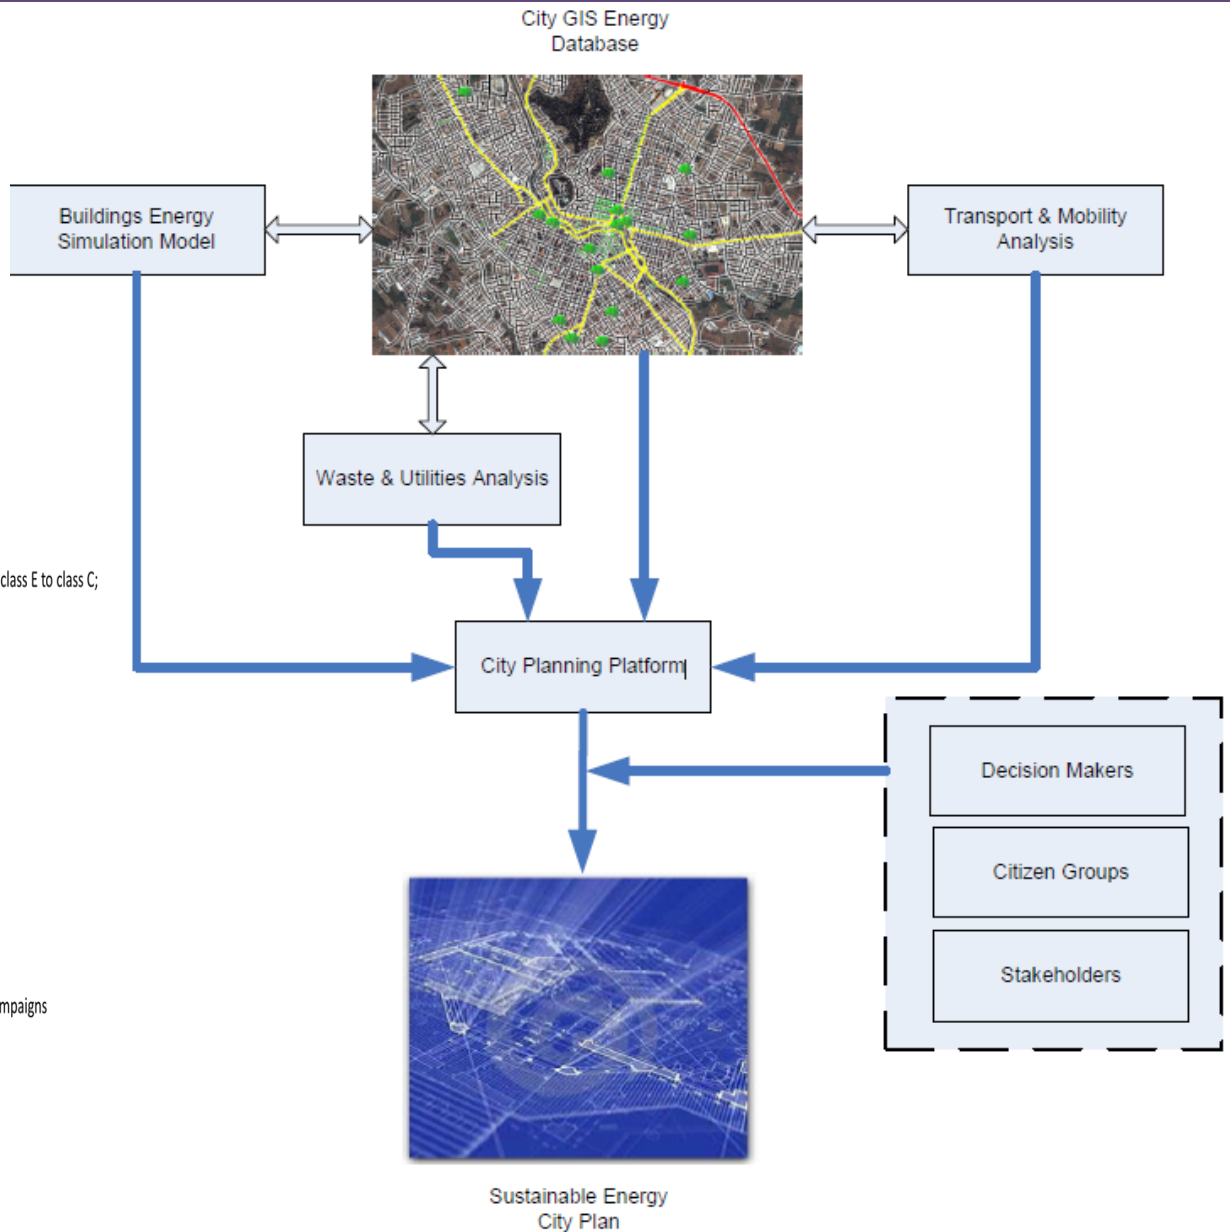 City GIS Energy
Database
Buildings Energy
Simulation Model
Transport & Mobility
Analysis
Waste & Utilities Analysis
class E to class C;
City Planning Platform
Decision Makers
Citizen Groups
Stakeholders
mpaigns
Sustainable Energy
City Plan